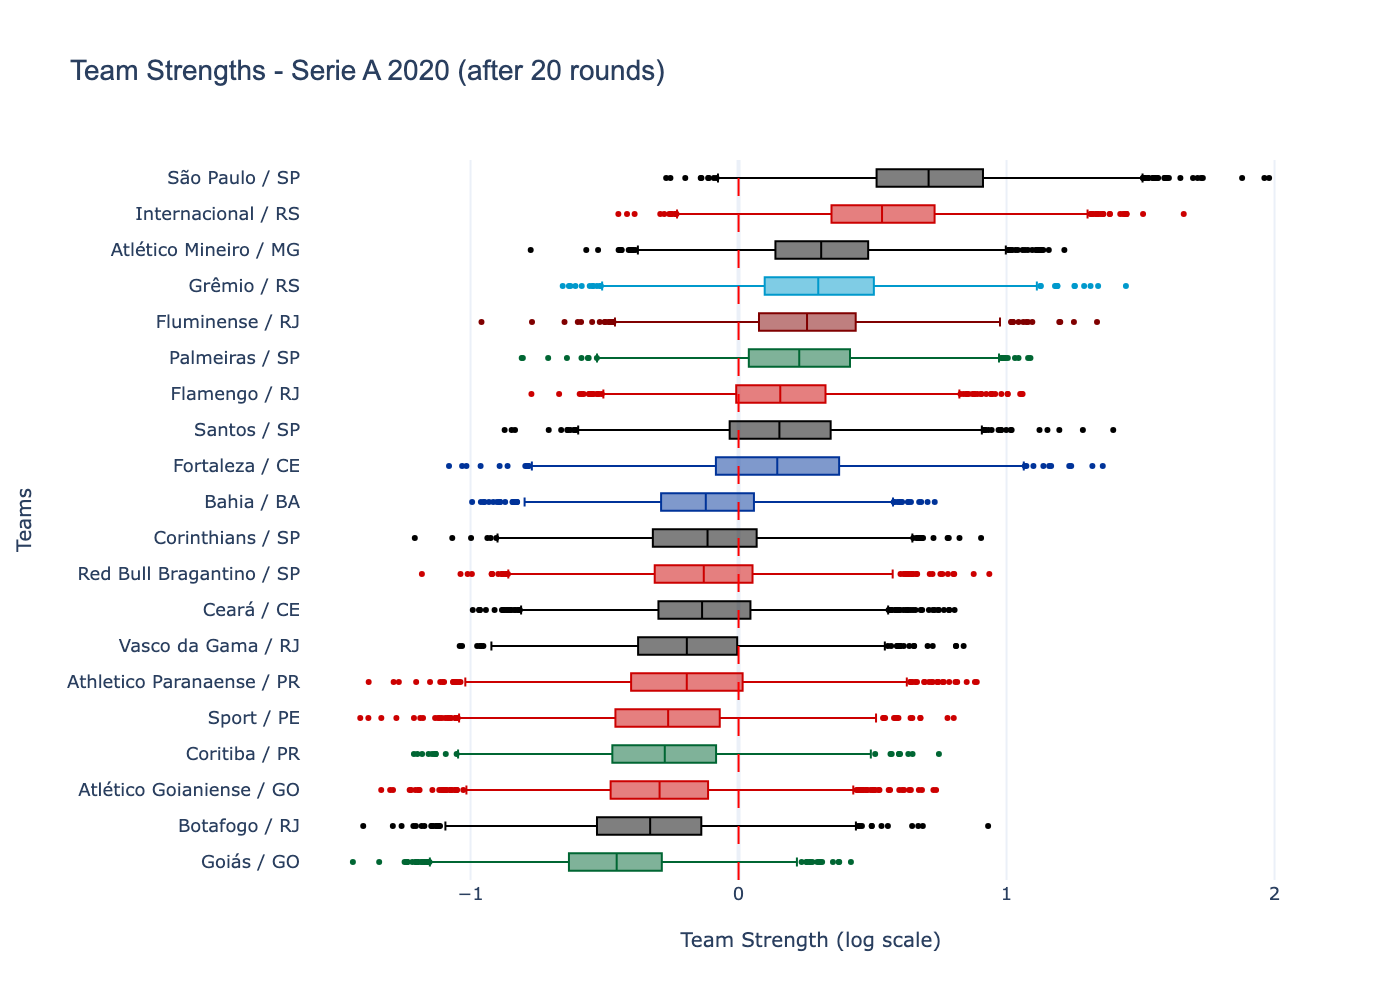 Team Strengths - Serie A 2020 (after 20 rounds)
Teams
São Paulo / SP
Internacional / RS
Atlético Mineiro / MG
Grêmio / RS
Fluminense / RJ
Palmeiras / SP
Flamengo / RJ
Santos / SP
Fortaleza / CE
Bahia / BA
Corinthians / SP
Red Bull Bragantino / SP
Ceará / CE
Vasco da Gama / RJ
Athletico Paranaense / PR
Sport / PE
Coritiba / PR
Atlético Goianiense / GO
Botafogo / RJ
Goiás / GO
−1 0 1 2
Team Strength (log scale)